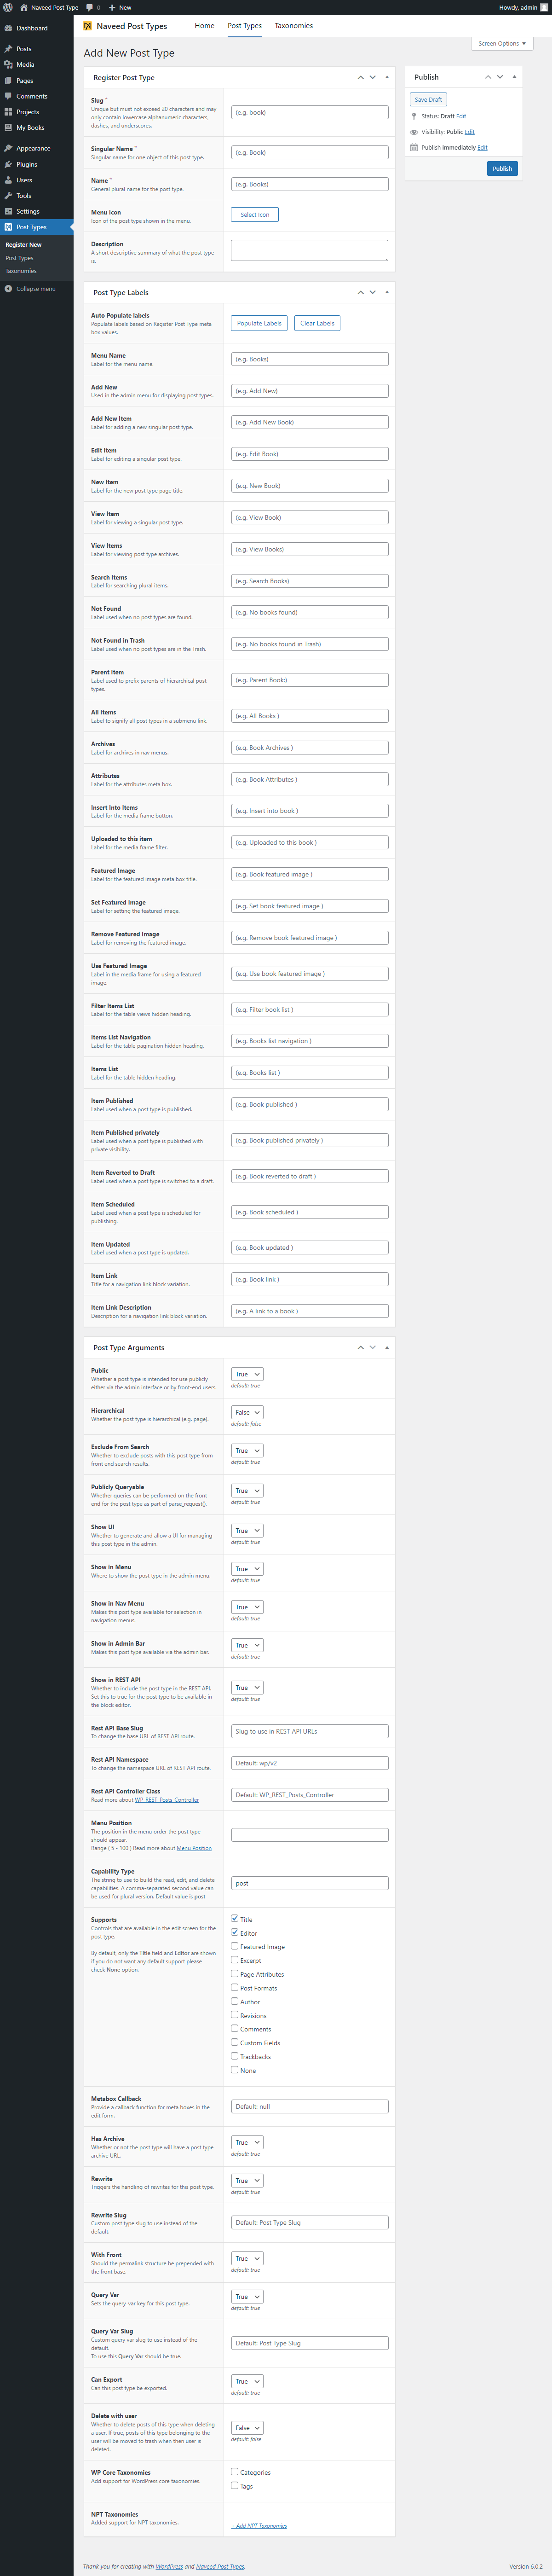 Naveed Post Type
0
New
Howdy, admin
Dashboard
Posts
Media
Pages
Comments
Projects
My Books
Appearance
Plugins
Users
Tools
Settings
Post Types
Register New
Post Types
Taxonomies
Collapse menu
Naveed Post Types
Home
Post Types
Taxonomies
Screen Options
Add New Post Type
Register Post Type
Slug *
Unique but must not exceed 20 characters and may
only contain lowercase alphanumeric characters,
dashes, and underscores.
(e.g. book)
Singular Name *
Singular name for one object of this post type.
(e.g. Book)
Name *
General plural name for the post type.
(e.g. Books)
Menu Icon
Icon of the post type shown in the menu.
Select Icon
Description
A short descriptive summary of what the post type
is.
Publish
Save Draft
Status: Draft Edit
Visibility: Public Edit
Publish immediately Edit
Publish
Post Type Labels
Auto Populate labels
Populate labels based on Register Post Type meta
box values.
Populate Labels
Clear Labels
Menu Name
Label for the menu name.
(e.g. Books)
Add New
Used in the admin menu for displaying post types.
(e.g. Add New)
Add New Item
Label for adding a new singular post type.
(e.g. Add New Book)
Edit Item
Label for editing a singular post type.
(e.g. Edit Book)
New Item
Label for the new post type page title.
(e.g. New Book)
View Item
Label for viewing a singular post type.
(e.g. View Book)
View Items
Label for viewing post type archives.
(e.g. View Books)
Search Items
Label for searching plural items.
(e.g. Search Books)
Not Found
Label used when no post types are found.
(e.g. No books found)
Not Found in Trash
Label used when no post types are in the Trash.
(e.g. No books found in Trash)
Parent Item
Label used to prefix parents of hierarchical post
types.
(e.g. Parent Book:)
All Items
Label to signify all post types in a submenu link.
(e.g. All Books )
Archives
Label for archives in nav menus.
(e.g. Book Archives )
Attributes
Label for the attributes meta box.
(e.g. Book Attributes )
Insert Into Items
Label for the media frame button.
(e.g. Insert into book )
Uploaded to this item
Label for the media frame filter.
(e.g. Uploaded to this book )
Featured Image
Label for the featured image meta box title.
(e.g. Book featured image )
Set Featured Image
Label for setting the featured image.
(e.g. Set book featured image )
Remove Featured Image
Label for removing the featured image.
(e.g. Remove book featured image )
Use Featured Image
Label in the media frame for using a featured
image.
(e.g. Use book featured image )
Filter Items List
Label for the table views hidden heading.
(e.g. Filter book list )
Items List Navigation
Label for the table pagination hidden heading.
(e.g. Books list navigation )
Items List
Label for the table hidden heading.
(e.g. Books list )
Item Published
Label used when a post type is published.
(e.g. Book published )
Item Published privately
Label used when a post type is published with
private visibility.
(e.g. Book published privately )
Item Reverted to Draft
Label used when a post type is switched to a draft.
(e.g. Book reverted to draft )
Item Scheduled
Label used when a post type is scheduled for
publishing.
(e.g. Book scheduled )
Item Updated
Label used when a post type is updated.
(e.g. Book updated )
Item Link
Title for a navigation link block variation.
(e.g. Book link )
Item Link Description
Description for a navigation link block variation.
(e.g. A link to a book )
Post Type Arguments
Public
Whether a post type is intended for use publicly
either via the admin interface or by front-end users.
True
default: true
Hierarchical
Whether the post type is hierarchical (e.g. page).
False
default: false
Exclude From Search
Whether to exclude posts with this post type from
front end search results.
True
default: true
Publicly Queryable
Whether queries can be performed on the front
end for the post type as part of parse_request().
True
default: true
Show UI
Whether to generate and allow a UI for managing
this post type in the admin.
True
default: true
Show in Menu
Where to show the post type in the admin menu.
True
default: true
Show in Nav Menu
Makes this post type available for selection in
navigation menus.
True
default: true
Show in Admin Bar
Makes this post type available via the admin bar.
True
default: true
Show in REST API
Whether to include the post type in the REST API.
Set this to true for the post type to be available in
the block editor.
True
default: true
Rest API Base Slug
To change the base URL of REST API route.
Slug to use in REST API URLs
Rest API Namespace
To change the namespace URL of REST API route.
Default: wp/v2
Rest API Controller Class
Read more about WP_REST_Posts_Controller
Default: WP_REST_Posts_Controller
Menu Position
The position in the menu order the post type
should appear.
Range ( 5 - 100 ) Read more about Menu Position
Capability Type
The string to use to build the read, edit, and delete
capabilities. A comma-separated second value can
be used for plural version. Default value is post
post
Supports
Controls that are available in the edit screen for the
post type.
By default, only the Title field and Editor are shown
if you do not want any default support please
check None option.
Title
Editor
Featured Image
Excerpt
Page Attributes
Post Formats
Author
Revisions
Comments
Custom Fields
Trackbacks
None
Metabox Callback
Provide a callback function for meta boxes in the
edit form.
Default: null
Has Archive
Whether or not the post type will have a post type
archive URL.
True
default: true
Rewrite
Triggers the handling of rewrites for this post type.
True
default: true
Rewrite Slug
Custom post type slug to use instead of the
default.
Default: Post Type Slug
With Front
Should the permalink structure be prepended with
the front base.
True
default: true
Query Var
Sets the query_var key for this post type.
True
default: true
Query Var Slug
Custom query var slug to use instead of the
default.
To use this Query Var should be true.
Default: Post Type Slug
Can Export
Can this post type be exported.
True
default: true
Delete with user
Whether to delete posts of this type when deleting
a user. If true, posts of this type belonging to the
user will be moved to trash when then user is
deleted.
False
default: false
WP Core Taxonomies
Add support for WordPress core taxonomies.
Categories
Tags
NPT Taxonomies
Added support for NPT taxonomies.
+ Add NPT Taxonomies
Thank you for creating with WordPress and Naveed Post Types.
Version 6.0.2